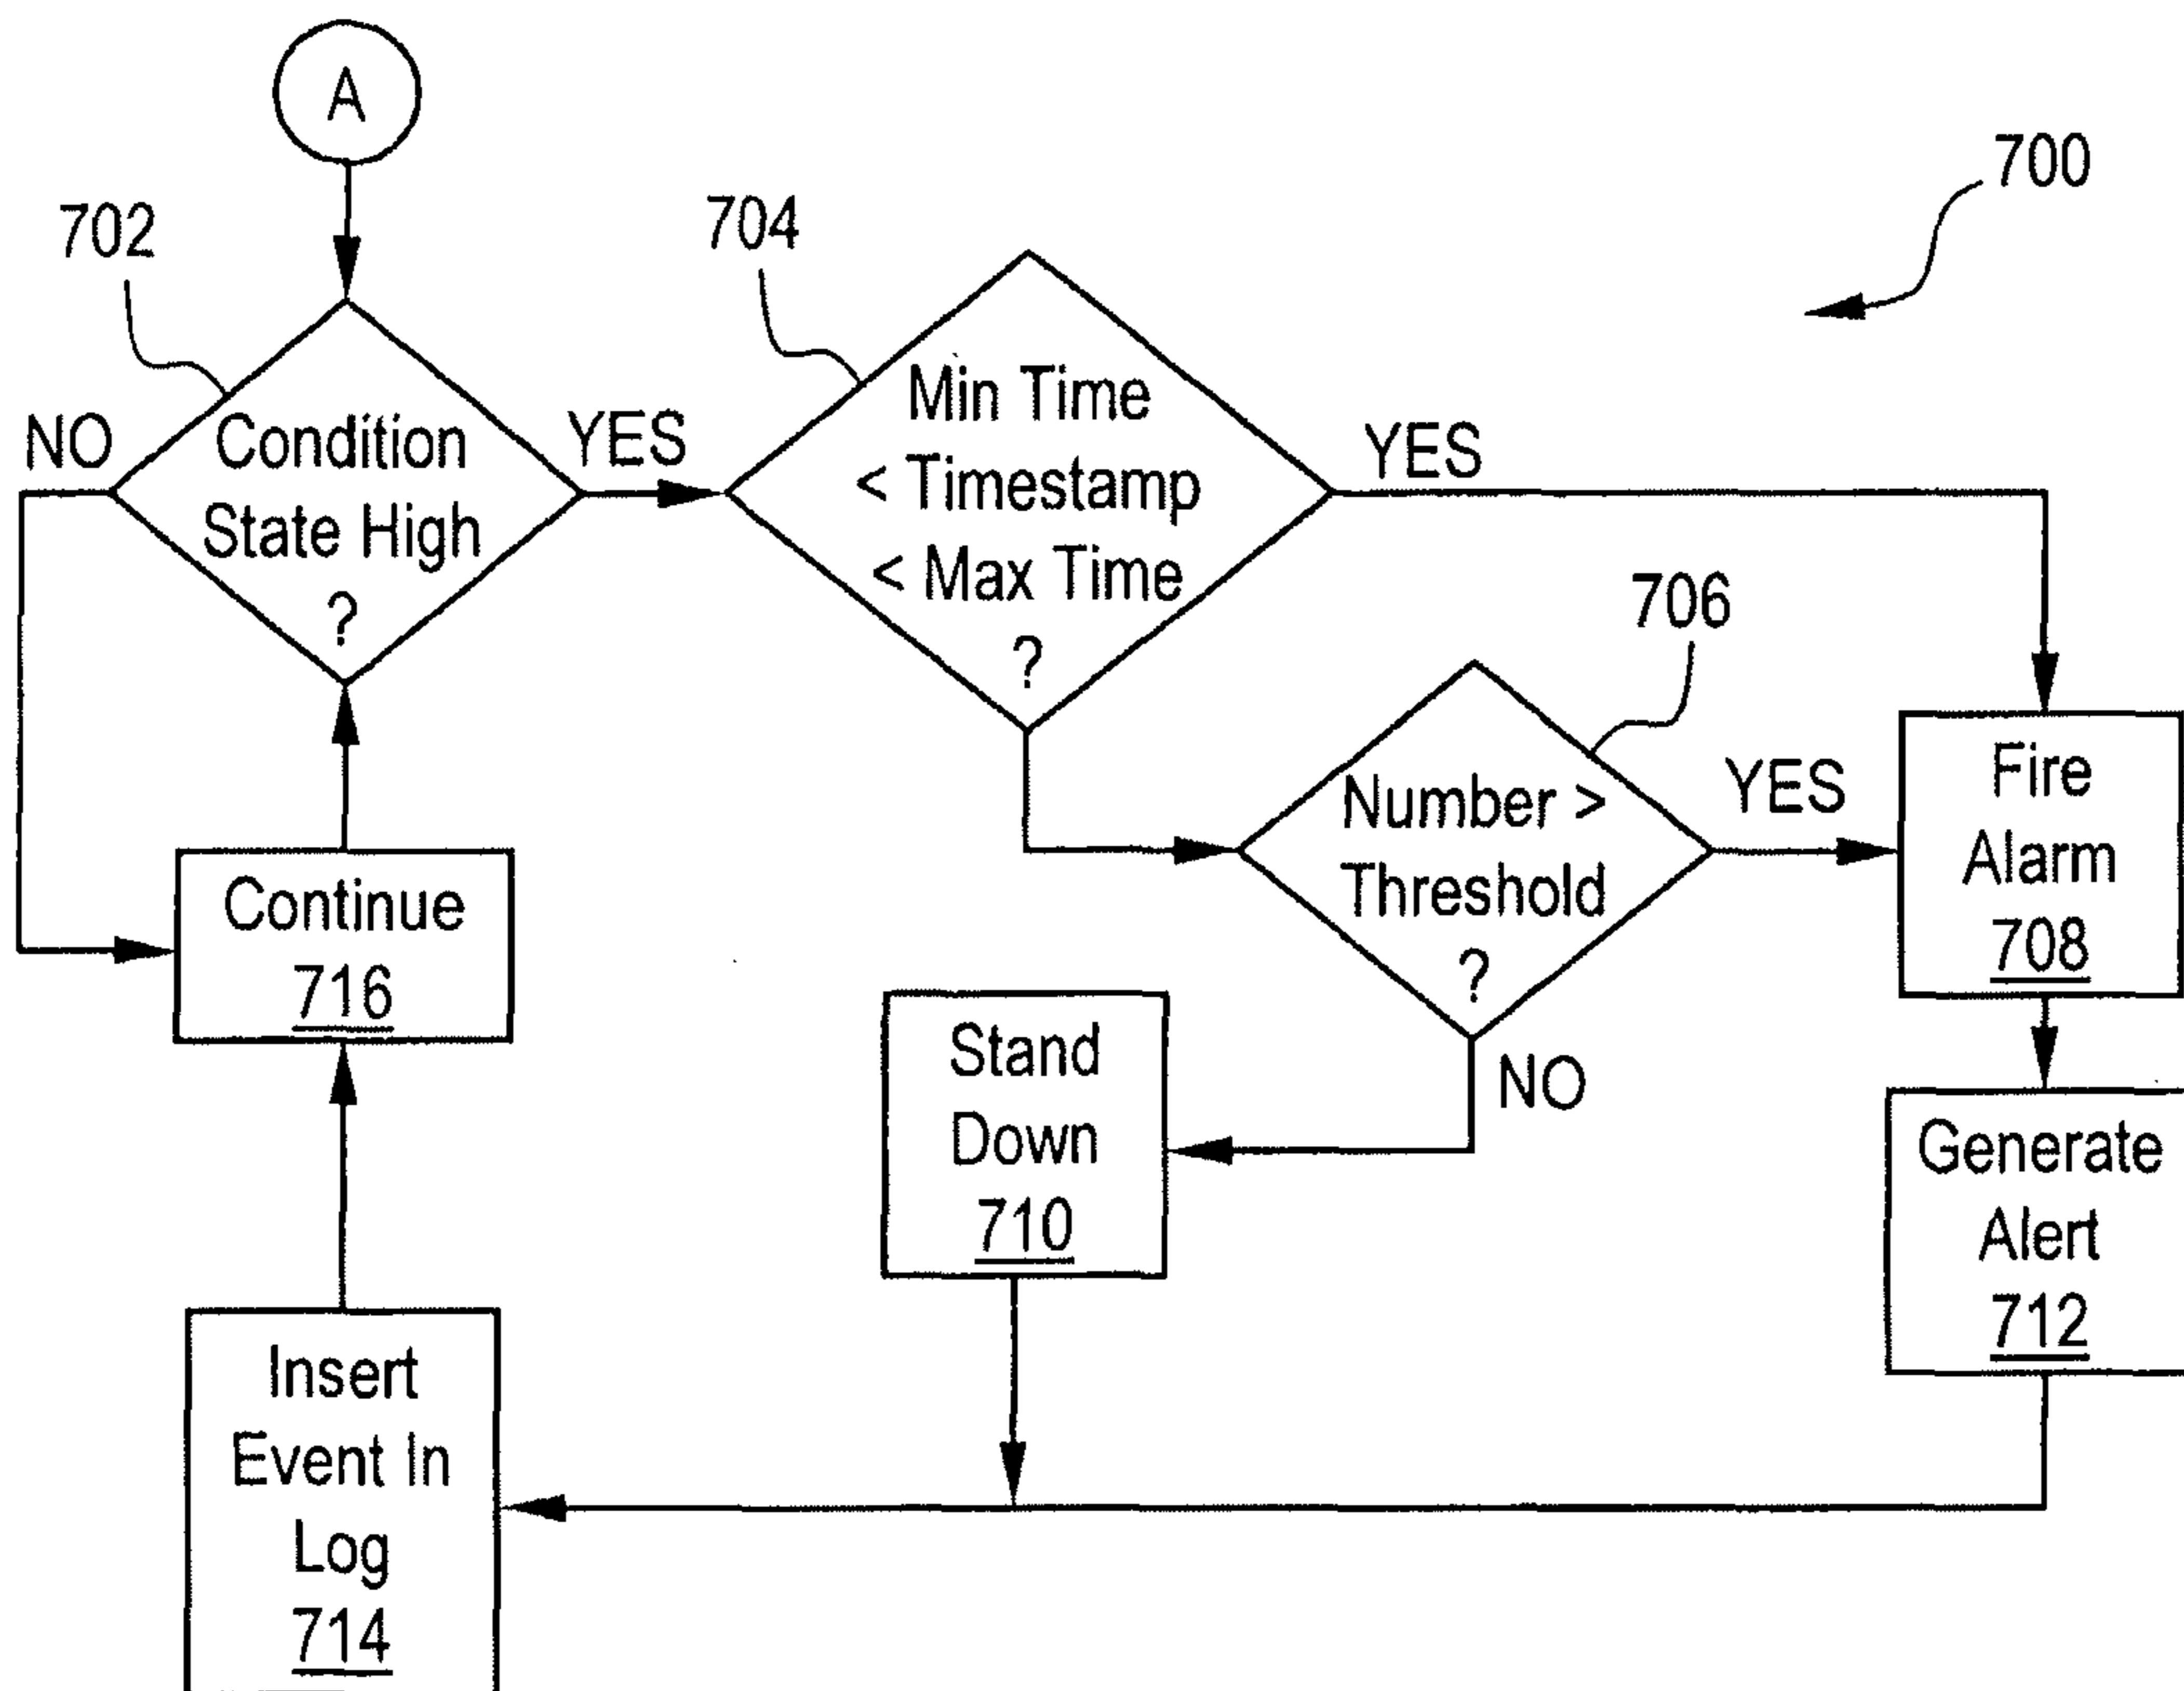 A
700
702
704
NO
Condition
State High
?
YES
Min Time
< Timestamp
< Max Time
?
YES
706
Number >
Threshold
?
YES
NO
Fire
Alarm
708
Continue
716
Stand
Down
710
Generate
Alert
712
Insert
Event In
Log
714